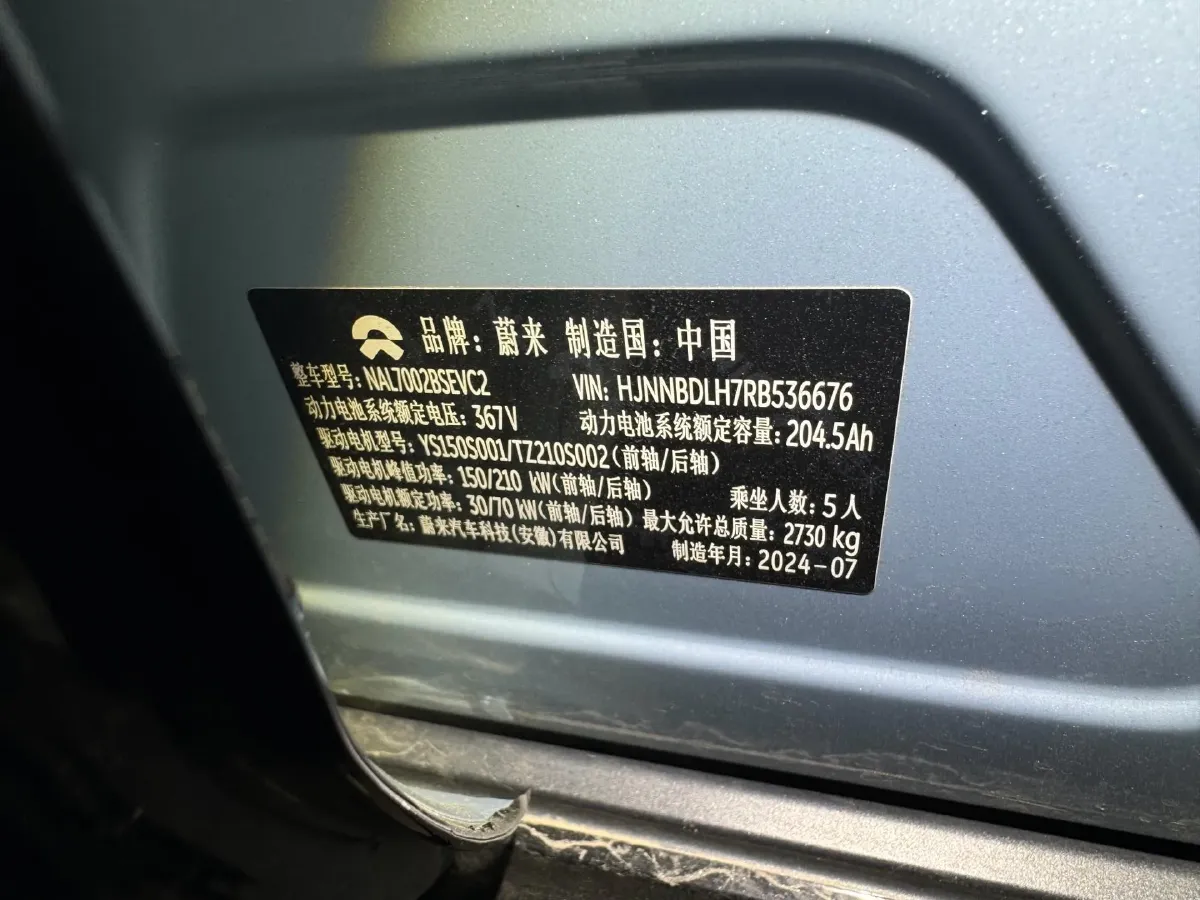 品牌：蔚来 制造国：中国
整车型号：NAL7002BSEVC2 VIN：HJNNBDLH7RB536676
动力电池系统额定电压：367V 动力电池系统额定容量：204.5Ah
驱动电机型号：YS150S001/TZ210S002（前轴/后轴）
驱动电机峰值功率：150/210 kW（前轴/后轴） 乘坐人数：5 人
驱动电机额定功率：30/70 kW（前轴/后轴） 最大允许总质量：2730 kg
生产厂名：蔚来汽车科技(安徽)有限公司 制造年月：2024-07